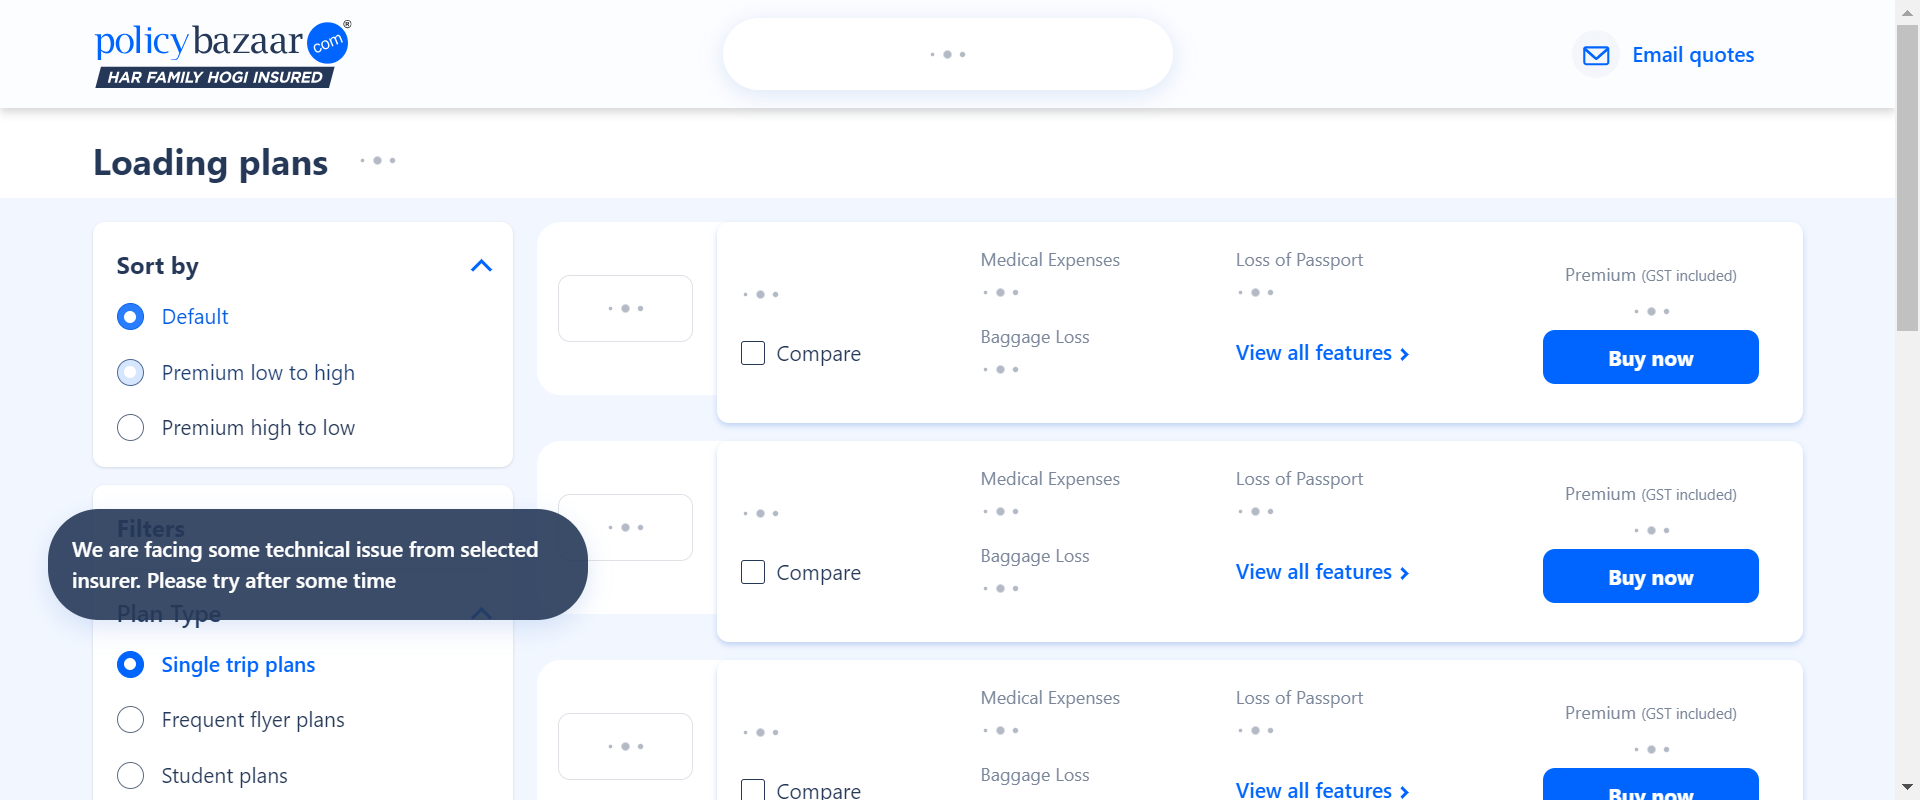 policybazaar.com®
HAR FAMILY HOGI INSURED
Email quotes
Loading plans
Sort by
Default
Premium low to high
Premium high to low
Filters
We are facing some technical issue from selected
insurer. Please try after some time
Plan Type
Single trip plans
Frequent flyer plans
Student plans
Medical Expenses
Loss of Passport
Premium (GST included)
Baggage Loss
Compare
View all features
Buy now
Medical Expenses
Loss of Passport
Premium (GST included)
Baggage Loss
Compare
View all features
Buy now
Medical Expenses
Loss of Passport
Premium (GST included)
Baggage Loss
Compare
View all features
Buy now